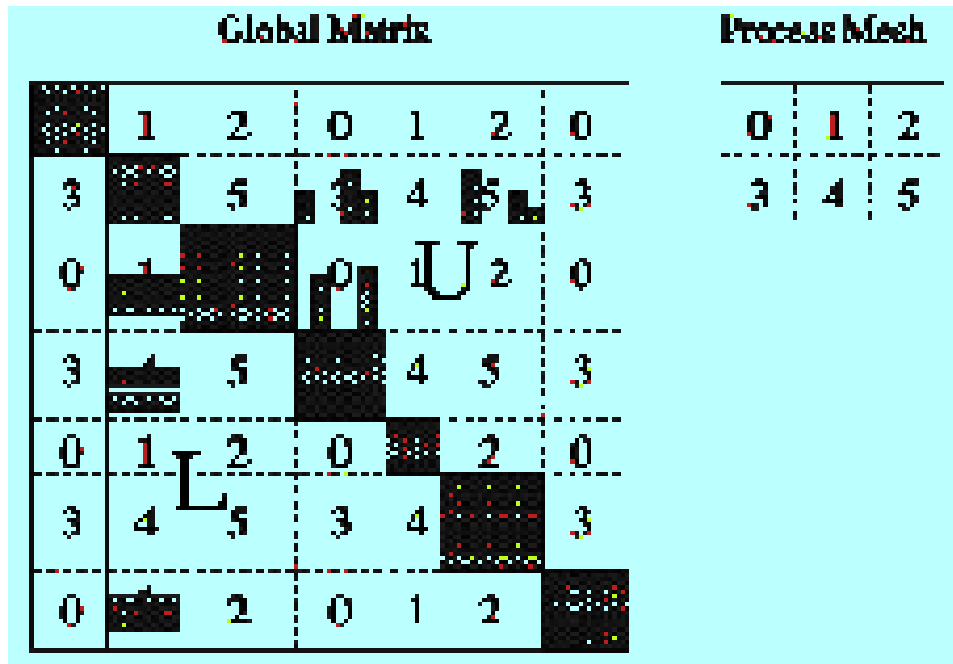 Global Matrix Process Mesh
1 2 0 1 2 0 0 1 2
3 5 3 4 5 3 3 4 5
0 1 0 1 U 2 0
3 5 4 5 3
0 1 2 0 2 0
L
3 4 5 3 4 3
0 2 0 1 2